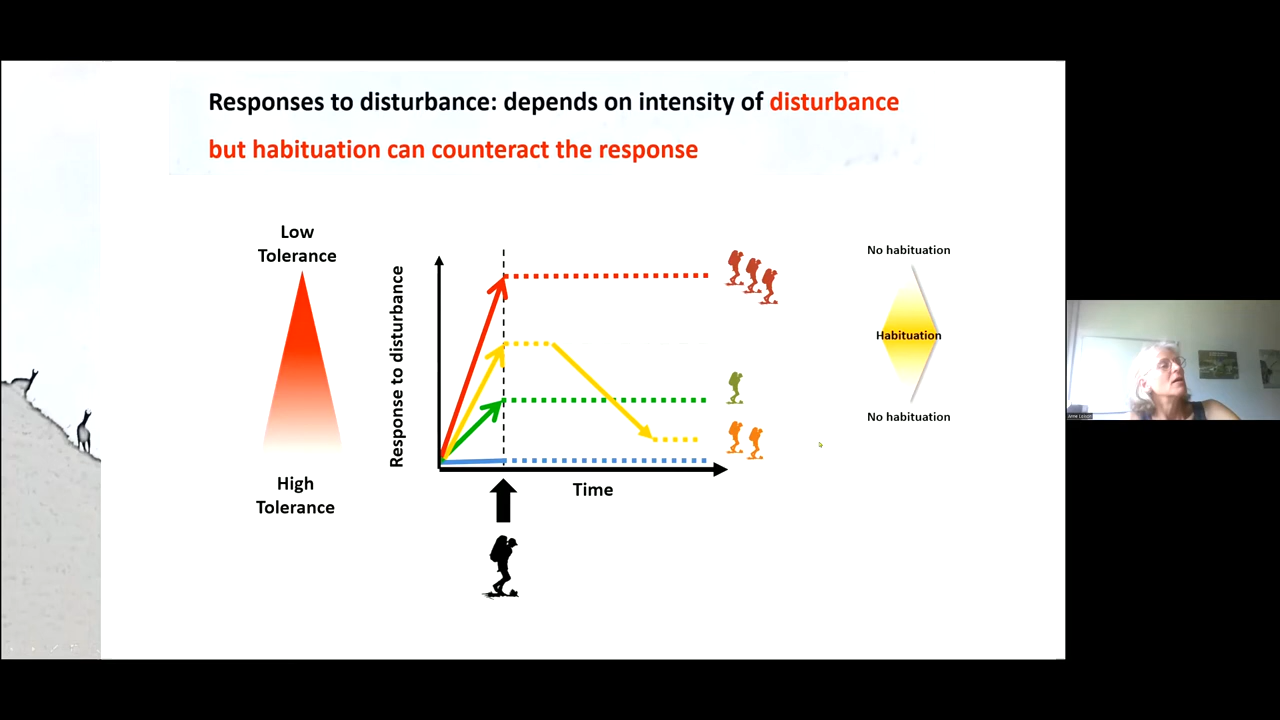 Responses to disturbance: depends on intensity of disturbance
but habituation can counteract the response
Low
Tolerance
High
Tolerance
Response to disturbance
Time
No habituation
Habituation
No habituation